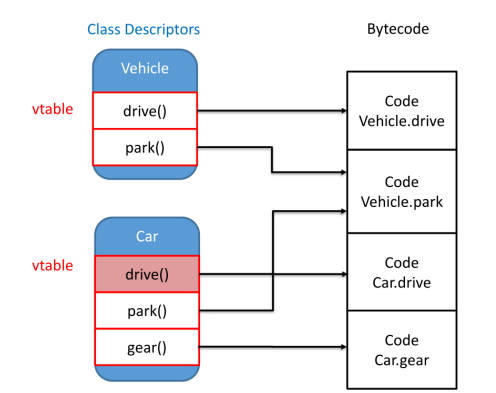 Class Descriptors
Bytecode
Vehicle
vtable
drive()
park()
Car
vtable
drive()
park()
gear()
Code
Vehicle.drive
Code
Vehicle.park
Code
Car.drive
Code
Car.gear